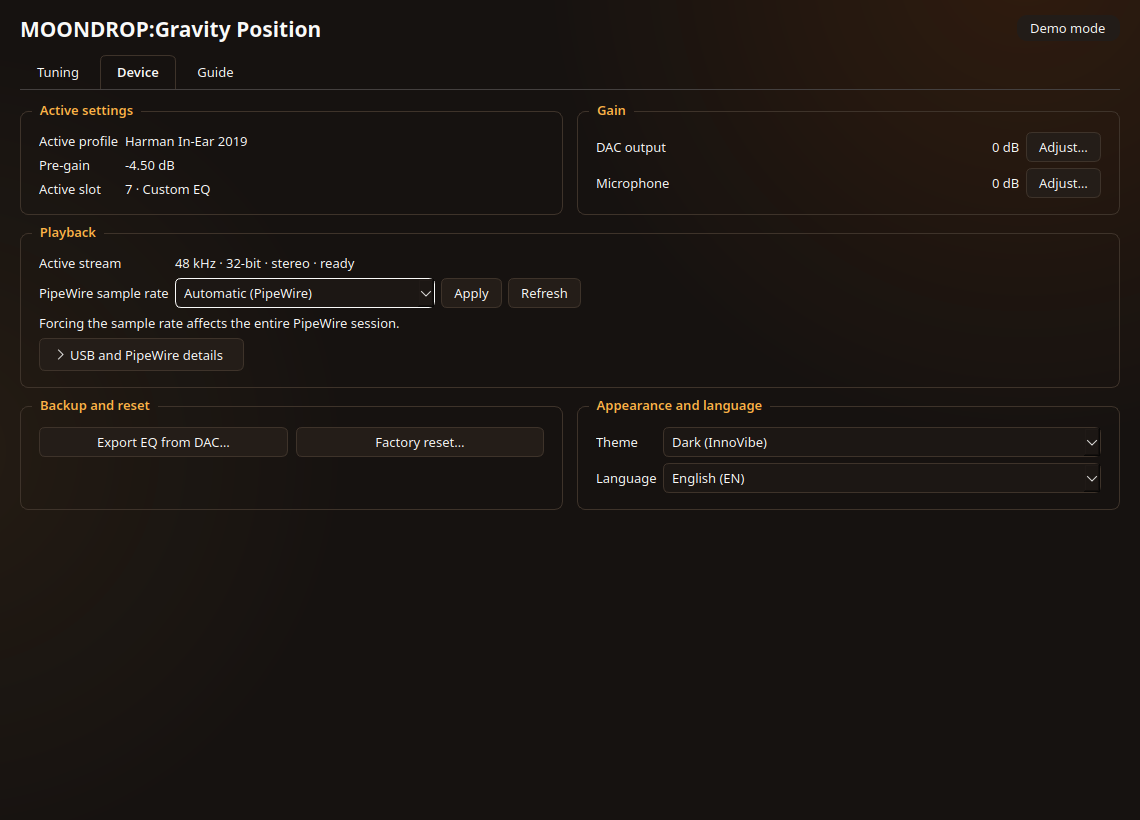 MOONDROP:Gravity Position
Demo mode
Tuning
Device
Guide
Active settings
Active profile Harman In-Ear 2019
Pre-gain -4.50 dB
Active slot 7 · Custom EQ
Gain
DAC output 0 dB Adjust...
Microphone 0 dB Adjust...
Playback
Active stream 48 kHz · 32-bit · stereo · ready
PipeWire sample rate Automatic (PipeWire) Apply Refresh
Forcing the sample rate affects the entire PipeWire session.
USB and PipeWire details
Backup and reset
Export EQ from DAC... Factory reset...
Appearance and language
Theme Dark (InnoVibe)
Language English (EN)